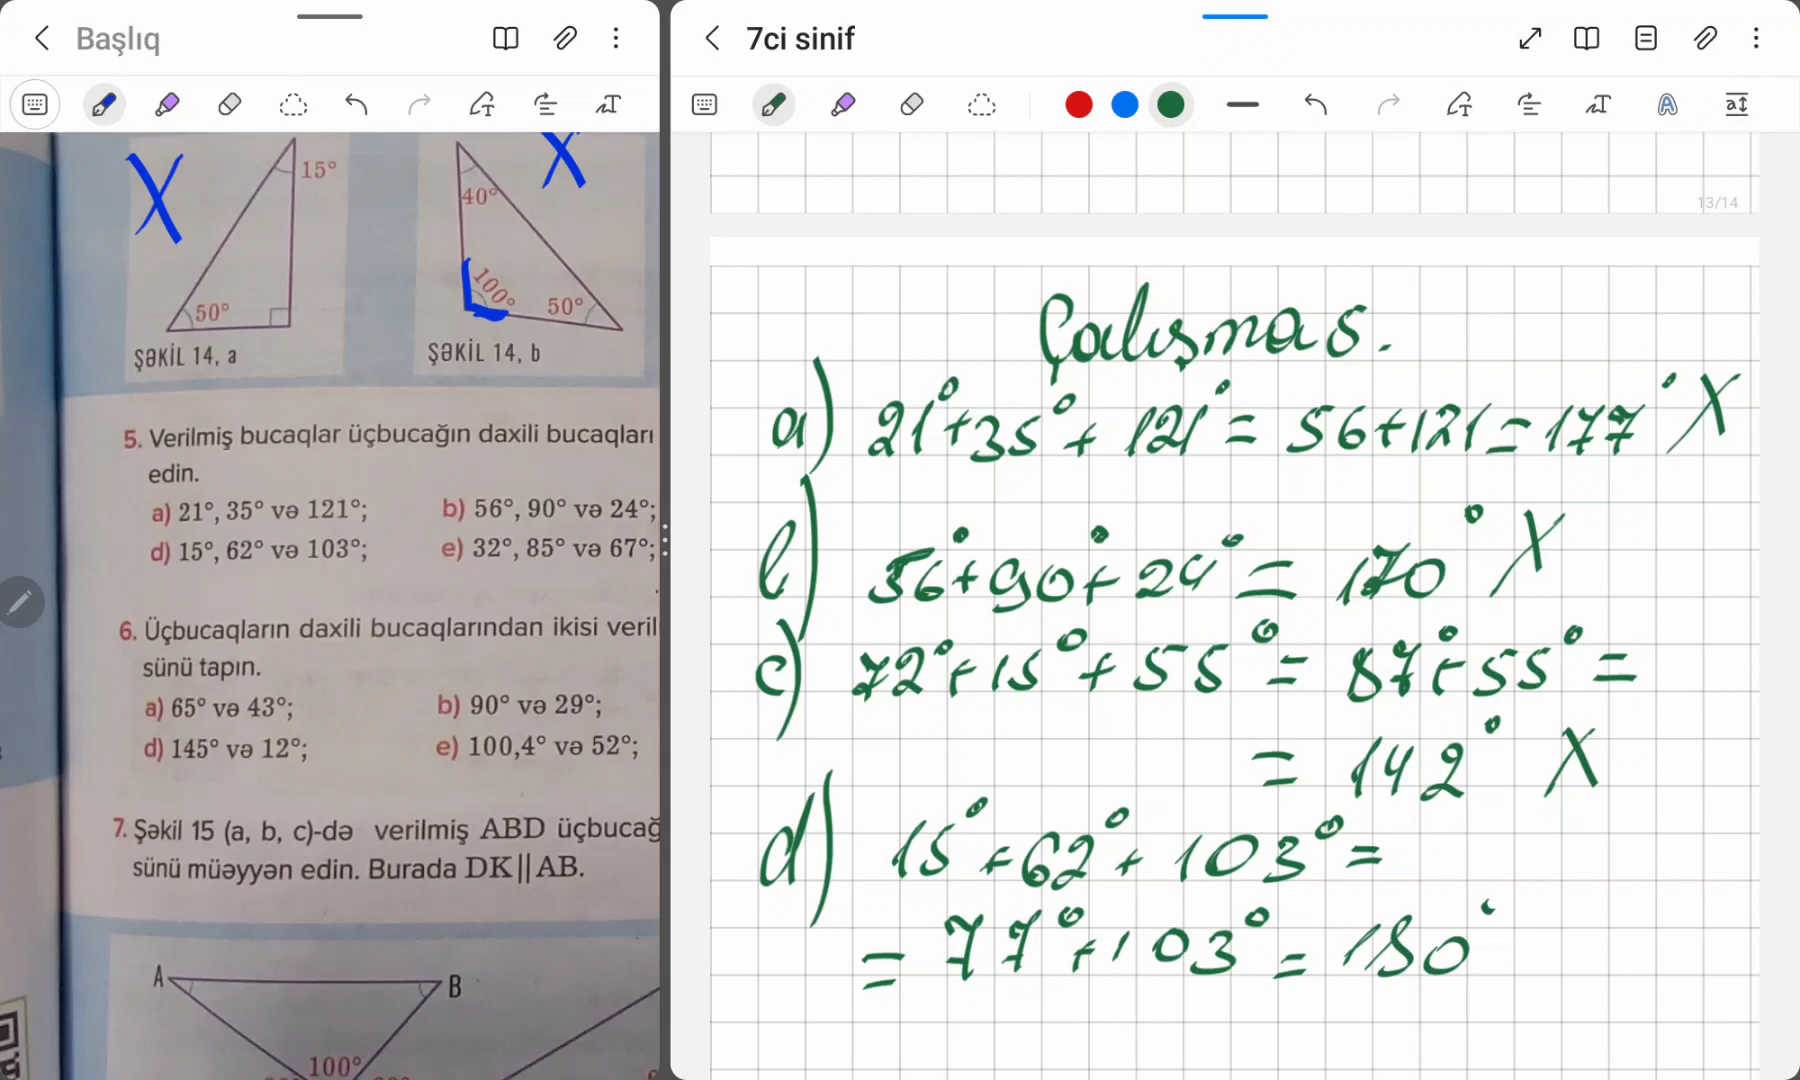 Başlıq
15°
40°
100°
50°
50°
ŞƏKİL 14, a
ŞƏKİL 14, b
5. Verilmiş bucaqlar üçbucağın daxili bucaqları
edin.
a) 21°, 35° və 121°; b) 56°, 90° və 24°;
d) 15°, 62° və 103°; e) 32°, 85° və 67°;
6. Üçbucaqların daxili bucaqlarından ikisi veril
sünü tapın.
a) 65° və 43°; b) 90° və 29°;
d) 145° və 12°; e) 100,4° və 52°;
7. Şəkil 15 (a, b, c)-də verilmiş ABD üçbucağ
sünü müəyyən edin. Burada DK||AB.
A B
100°
7ci sinif
13/14
Çalışma 5.
a) 21°+35°+121°=56+121=177° X
b) 56°+90°+24°=170° X
c) 72°+15°+55°=87°+55°=
=142° X
d) 15°+62°+103°=
=77°+103°=180°